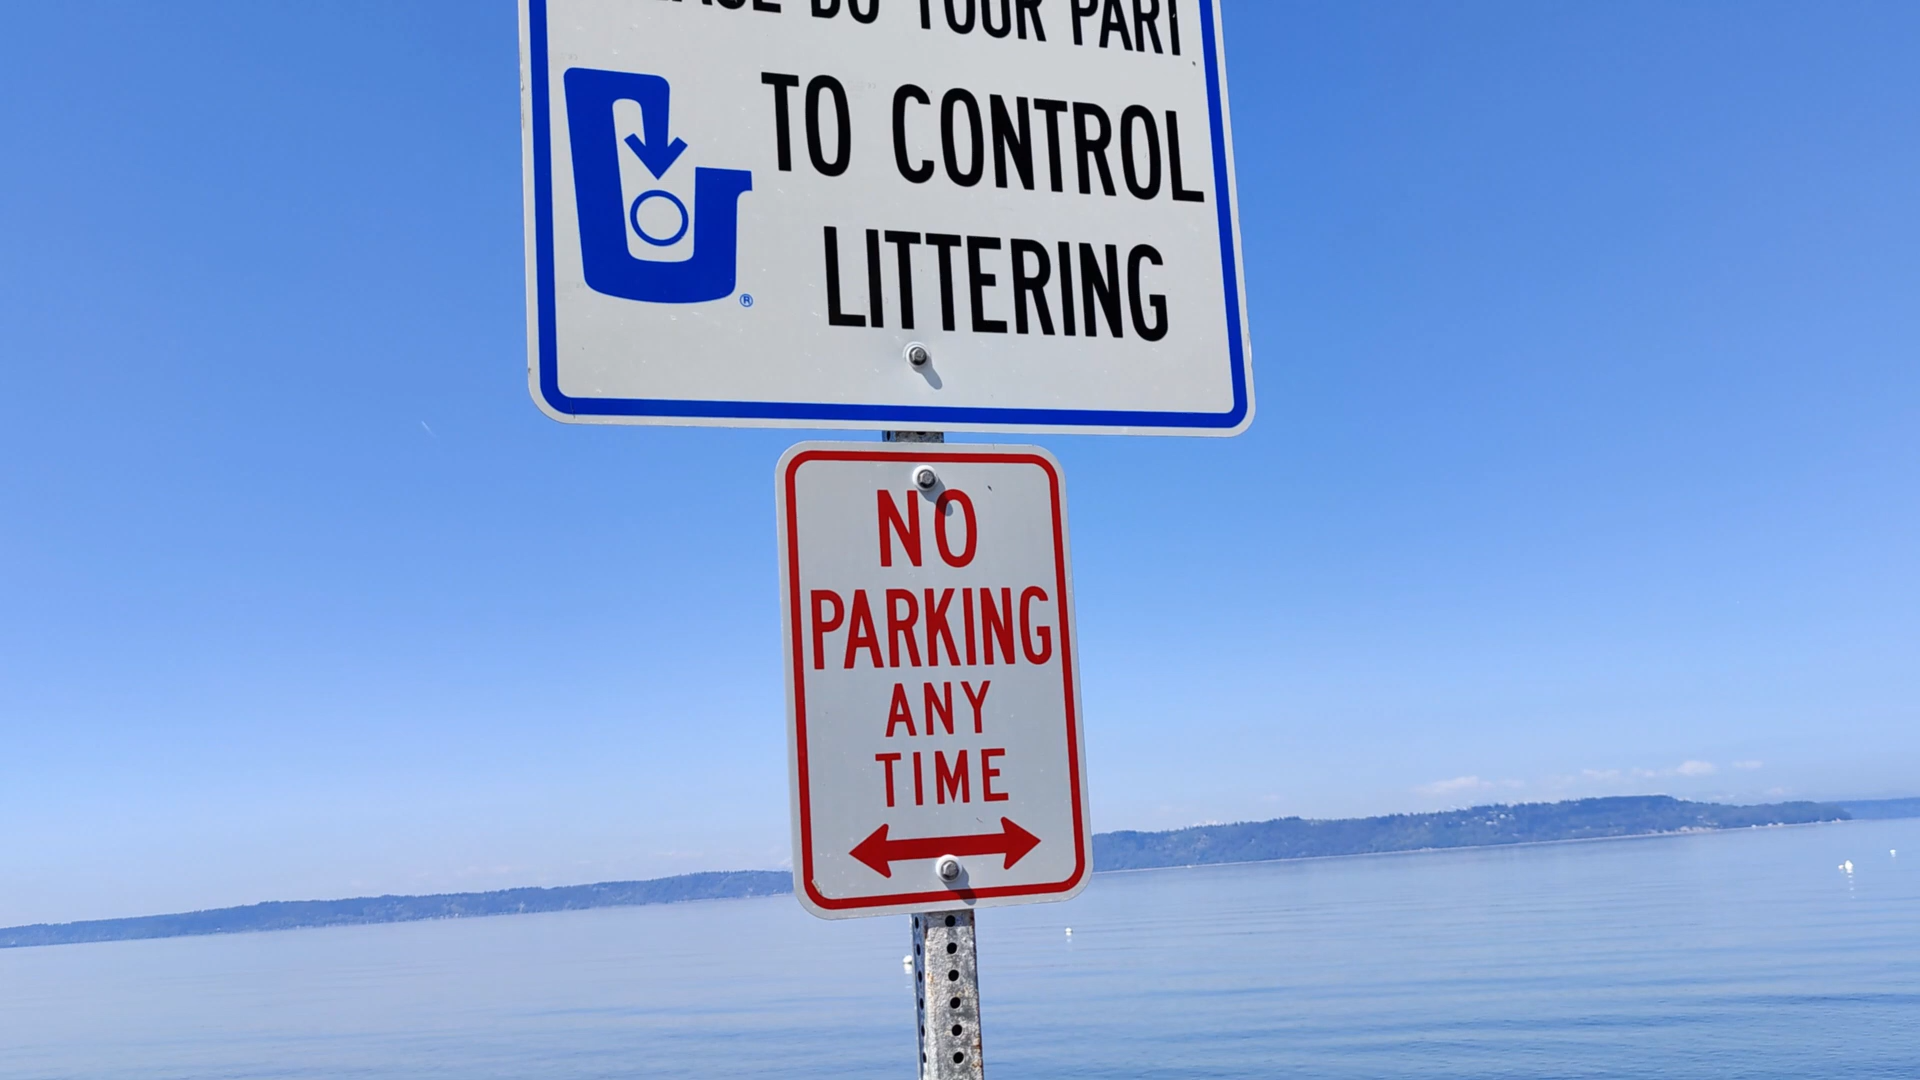 DO YOUR PART
TO CONTROL
LITTERING
®
NO
PARKING
ANY
TIME